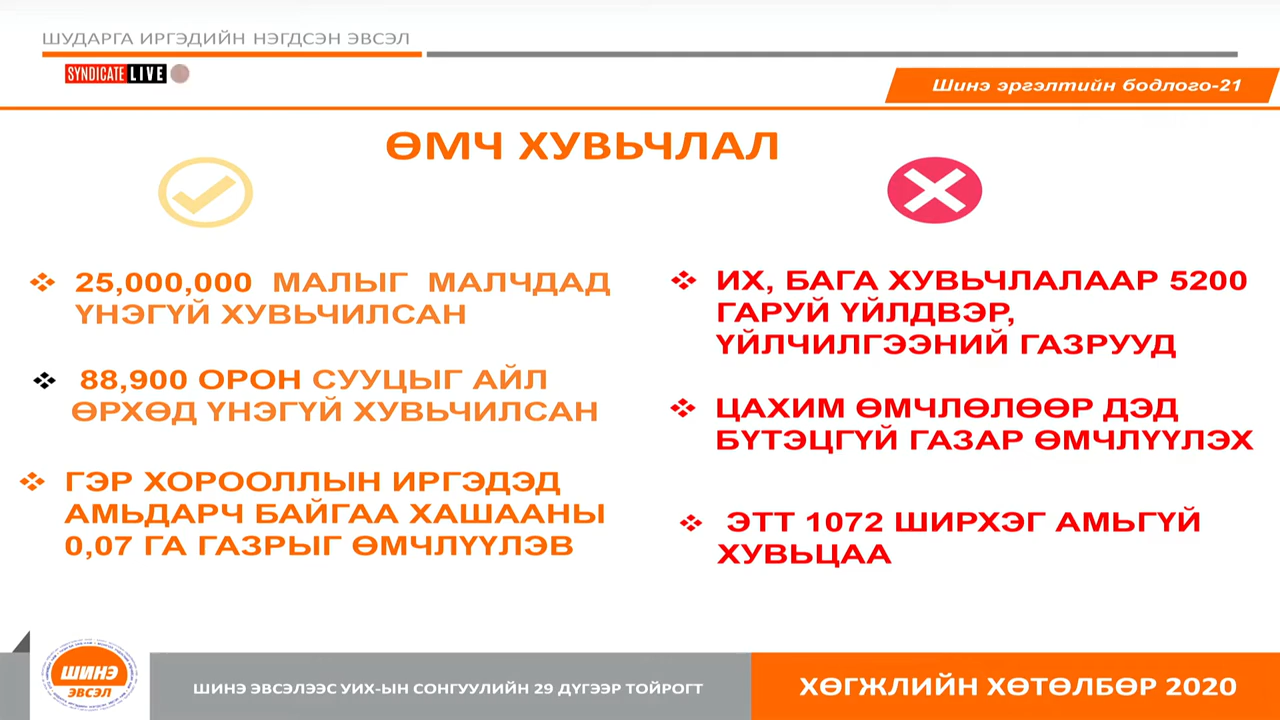 ШУДАРГА ИРГЭДИЙН НЭГДСЭН ЭВСЭЛ
SYNDICATE LIVE
Шинэ эргэлтийн бодлого-21
ӨМЧ ХУВЬЧЛАЛ
25,000,000 МАЛЫГ МАЛЧДАД
ҮНЭГҮЙ ХУВЬЧИЛСАН
88,900 ОРОН СУУЦЫГ АЙЛ
ӨРХӨД ҮНЭГҮЙ ХУВЬЧИЛСАН
ГЭР ХОРООЛЛЫН ИРГЭДЭД
АМЬДАРЧ БАЙГАА ХАШААНЫ
0,07 ГА ГАЗРЫГ ӨМЧЛҮҮЛЭВ
ИХ, БАГА ХУВЬЧЛАЛААР 5200
ГАРУЙ ҮЙЛДВЭР,
ҮЙЛЧИЛГЭЭНИЙ ГАЗРУУД
ЦАХИМ ӨМЧЛӨЛӨӨР ДЭД
БҮТЭЦГҮЙ ГАЗАР ӨМЧЛҮҮЛЭХ
ЭТТ 1072 ШИРХЭГ АМЬГҮЙ
ХУВЬЦАА
ШИНЭ
ЭВСЭЛ
ШИНЭ ЭВСЭЛЭЭС УИХ-ЫН СОНГУУЛИЙН 29 ДҮГЭЭР ТОЙРОГТ
ХӨГЖЛИЙН ХӨТӨЛБӨР 2020